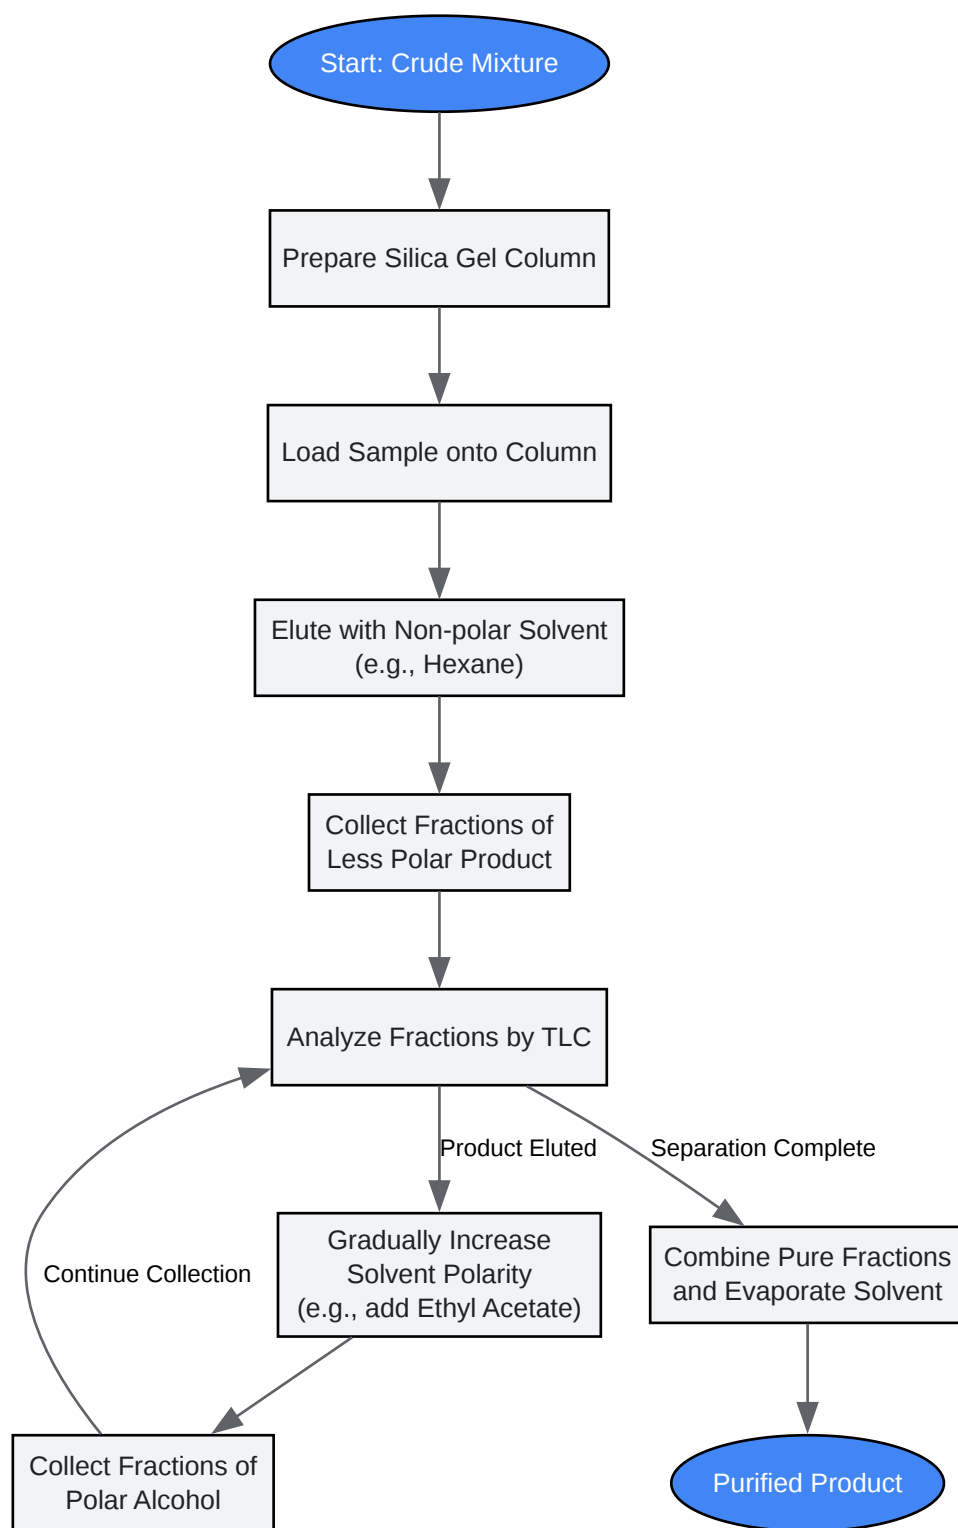 Start: Crude Mixture
Prepare Silica Gel Column
Load Sample onto Column
Elute with Non-polar Solvent
(e.g., Hexane)
Collect Fractions of
Less Polar Product
Analyze Fractions by TLC
Product Eluted
Separation Complete
Gradually Increase
Solvent Polarity
(e.g., add Ethyl Acetate)
Combine Pure Fractions
and Evaporate Solvent
Continue Collection
Collect Fractions of
Polar Alcohol
Purified Product